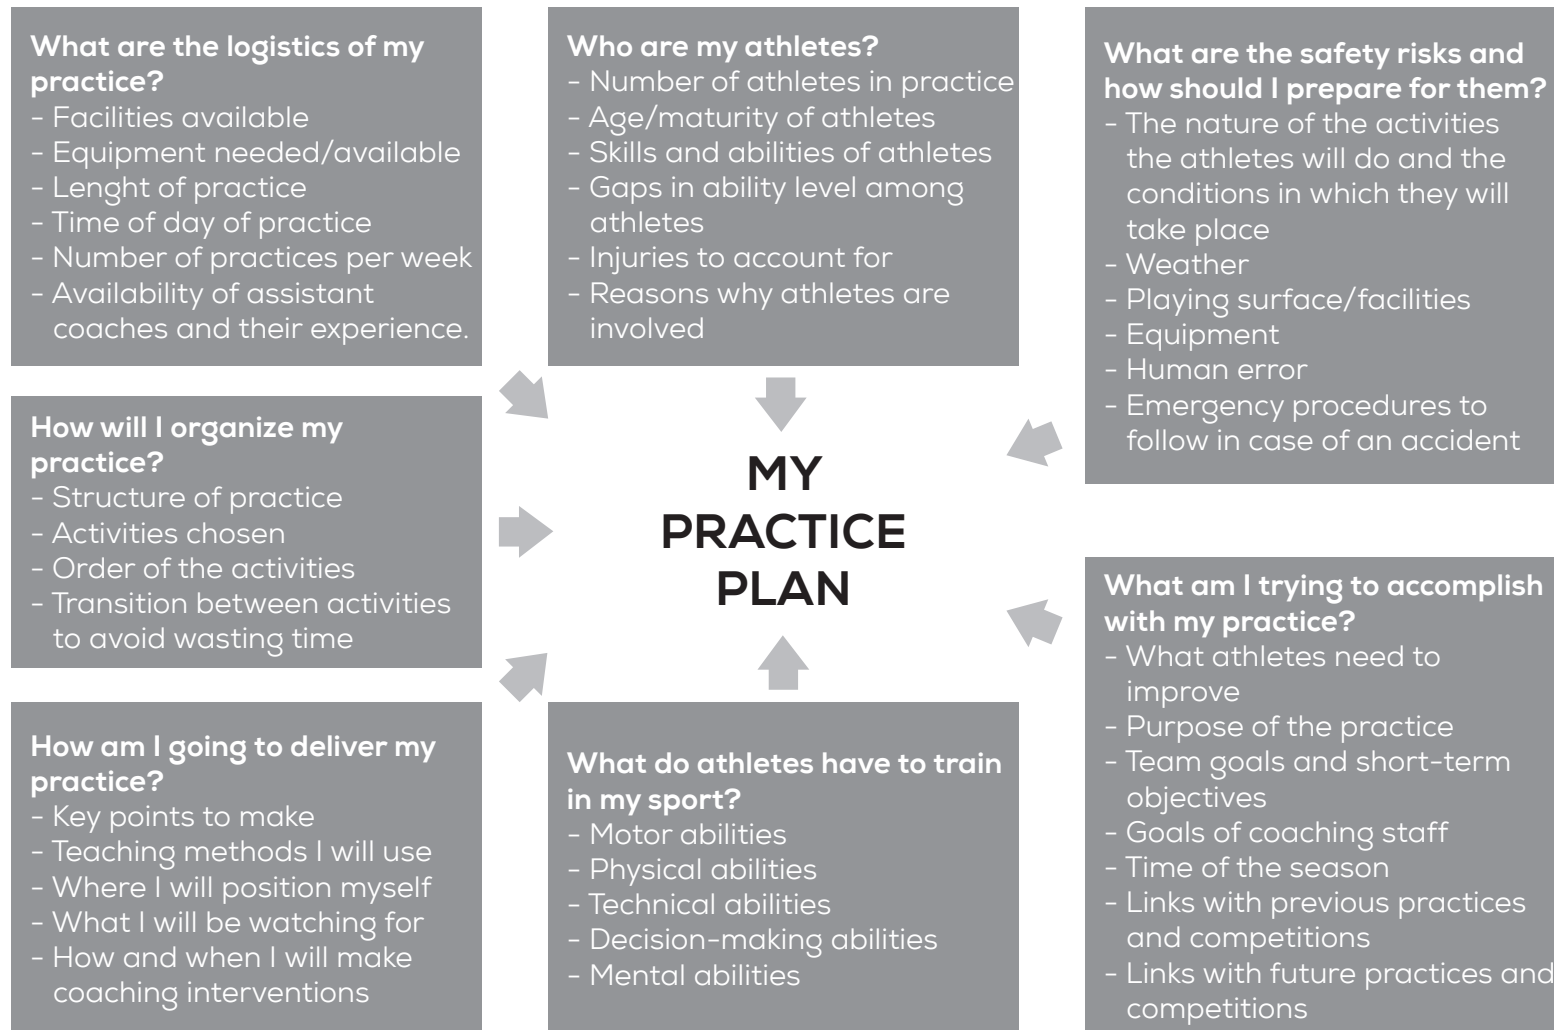 What are the logistics of my
practice?
- Facilities available
- Equipment needed/available
- Lenght of practice
- Time of day of practice
- Number of practices per week
- Availability of assistant
coaches and their experience.
Who are my athletes?
- Number of athletes in practice
- Age/maturity of athletes
- Skills and abilities of athletes
- Gaps in ability level among
athletes
- Injuries to account for
- Reasons why athletes are
involved
What are the safety risks and
how should I prepare for them?
- The nature of the activities
the athletes will do and the
conditions in which they will
take place
- Weather
- Playing surface/facilities
- Equipment
- Human error
- Emergency procedures to
follow in case of an accident
How will I organize my
practice?
- Structure of practice
- Activities chosen
- Order of the activities
- Transition between activities
to avoid wasting time
MY
PRACTICE
PLAN
What am I trying to accomplish
with my practice?
- What athletes need to
improve
- Purpose of the practice
- Team goals and short-term
objectives
- Goals of coaching staff
- Time of the season
- Links with previous practices
and competitions
- Links with future practices and
competitions
How am I going to deliver my
practice?
- Key points to make
- Teaching methods I will use
- Where I will position myself
- What I will be watching for
- How and when I will make
coaching interventions
What do athletes have to train
in my sport?
- Motor abilities
- Physical abilities
- Technical abilities
- Decision-making abilities
- Mental abilities